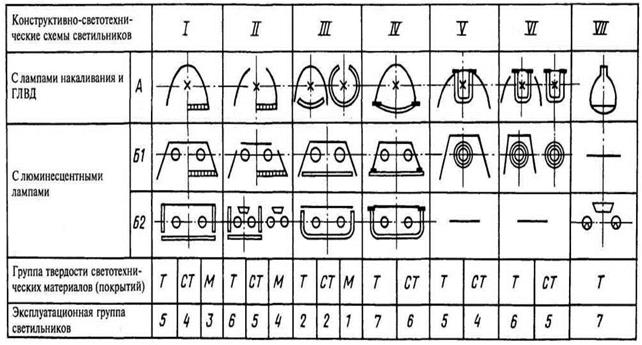 Конструктивно-светотехни-
ческие схемы светильников
I II III IV V VI VII
С лампами накаливания и
ГЛВД
А
С люминесцентными
лампами
Б1
Б2
Группа твердости светотехни-
ческих материалов (покрытий)
Т СТ М Т СТ М Т СТ М Т СТ Т СТ Т СТ Т
Эксплуатационная группа
светильников
5 4 3 6 5 4 2 2 1 7 6 5 4 6 5 7